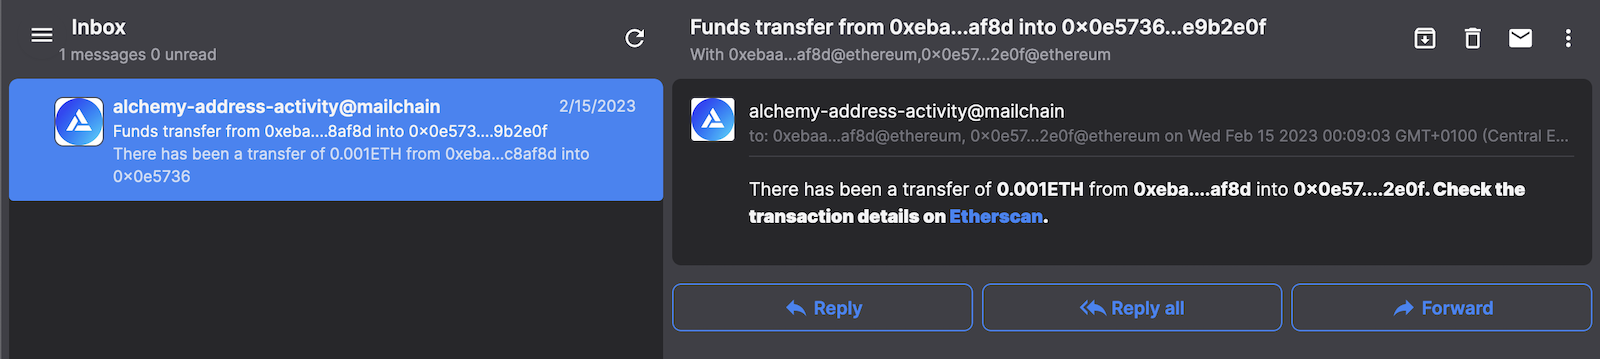 Inbox
1 messages 0 unread
alchemy-address-activity@mailchain 2/15/2023
Funds transfer from 0xeba....8af8d into 0x0e573....9b2e0f
There has been a transfer of 0.001ETH from 0xeba...c8af8d into
0x0e5736
Funds transfer from 0xeba...af8d into 0x0e5736...e9b2e0f
With 0xebaa...af8d@ethereum,0x0e57...2e0f@ethereum
alchemy-address-activity@mailchain
to: 0xebaa...af8d@ethereum, 0x0e57...2e0f@ethereum on Wed Feb 15 2023 00:09:03 GMT+0100 (Central E...
There has been a transfer of 0.001ETH from 0xeba....af8d into 0x0e57....2e0f. Check the
transaction details on Etherscan.
Reply Reply all Forward